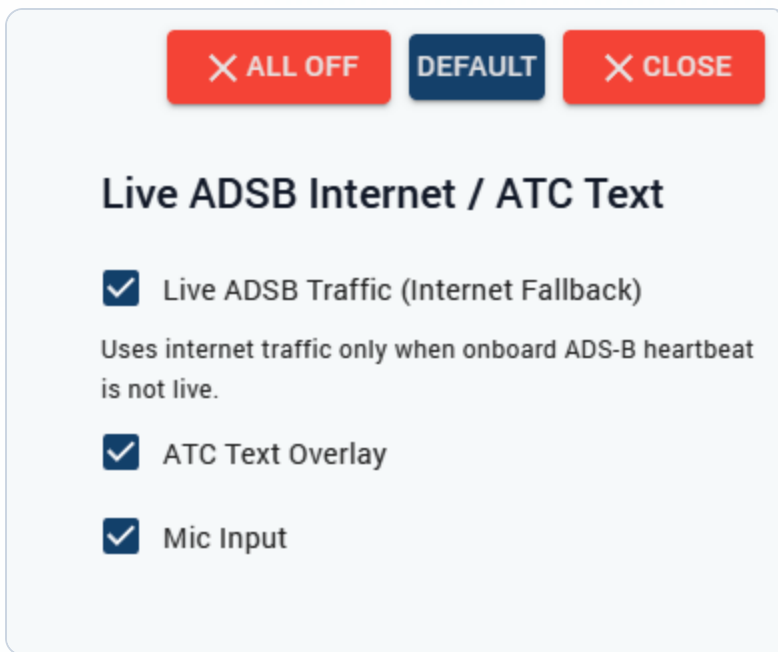 ALL OFF
DEFAULT
CLOSE
Live ADSB Internet / ATC Text
Live ADSB Traffic (Internet Fallback)
Uses internet traffic only when onboard ADS-B heartbeat
is not live.
ATC Text Overlay
Mic Input